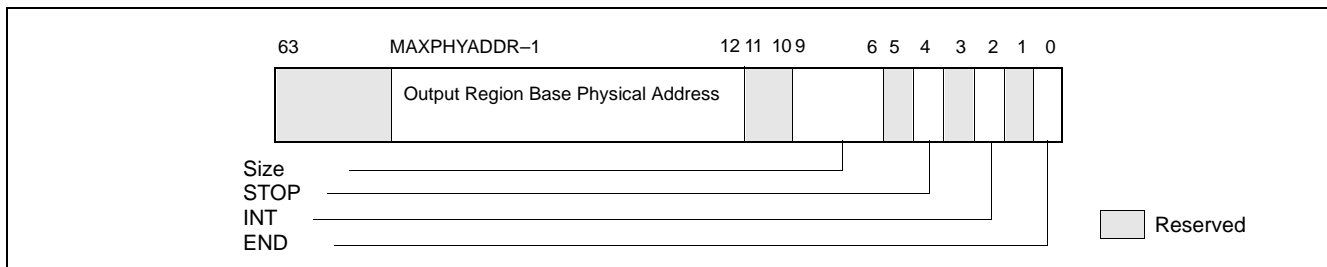 63 MAXPHYADDR–1 12 11 10 9 6 5 4 3 2 1 0
Output Region Base Physical Address
Size
STOP
INT
END
Reserved